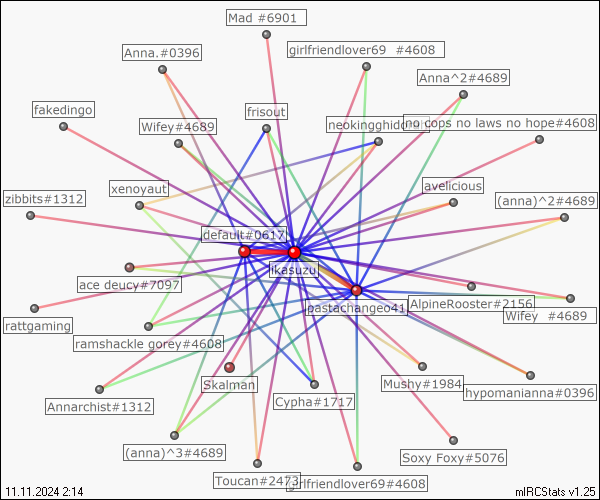 Mad #6901
girlfriendlover69 #4608
Anna.#0396
Anna^2#4689
fakedingo
frisout
no cops no laws no hope#4608
Wifey#4689
xenoyaut
avelicious
zibbits#1312
(anna)^2#4689
default#0617
ikasuzu
ace deucy#7097
AlpineRooster#2156
pastachangeo41
Wifey #4689
rattgaming
ramshackle gorey#4608
Skalman
Mushy#1984
hypomanianna#0396
Annarchist#1312
Cypha#1717
(anna)^3#4689
Soxy Foxy#5076
Toucan#2473
girlfriendlover69#4608
11.11.2024 2:14
mIRCStats v1.25